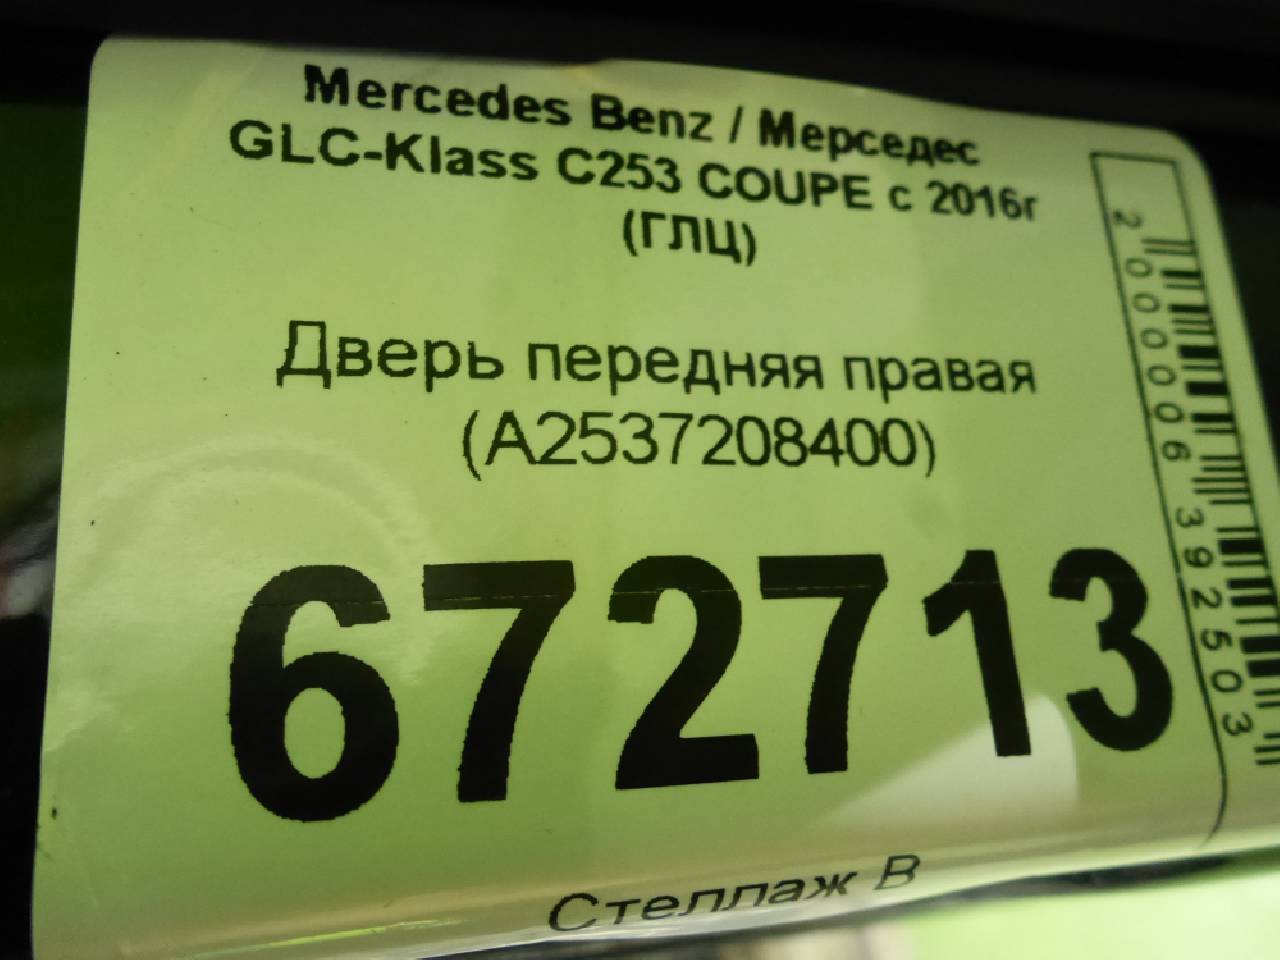 Mercedes Benz / Мерседес
GLC-Klass C253 COUPE с 2016г
(ГЛЦ)
Дверь передняя правая
(A2537208400)
672713
Стеллаж В
2000006392503